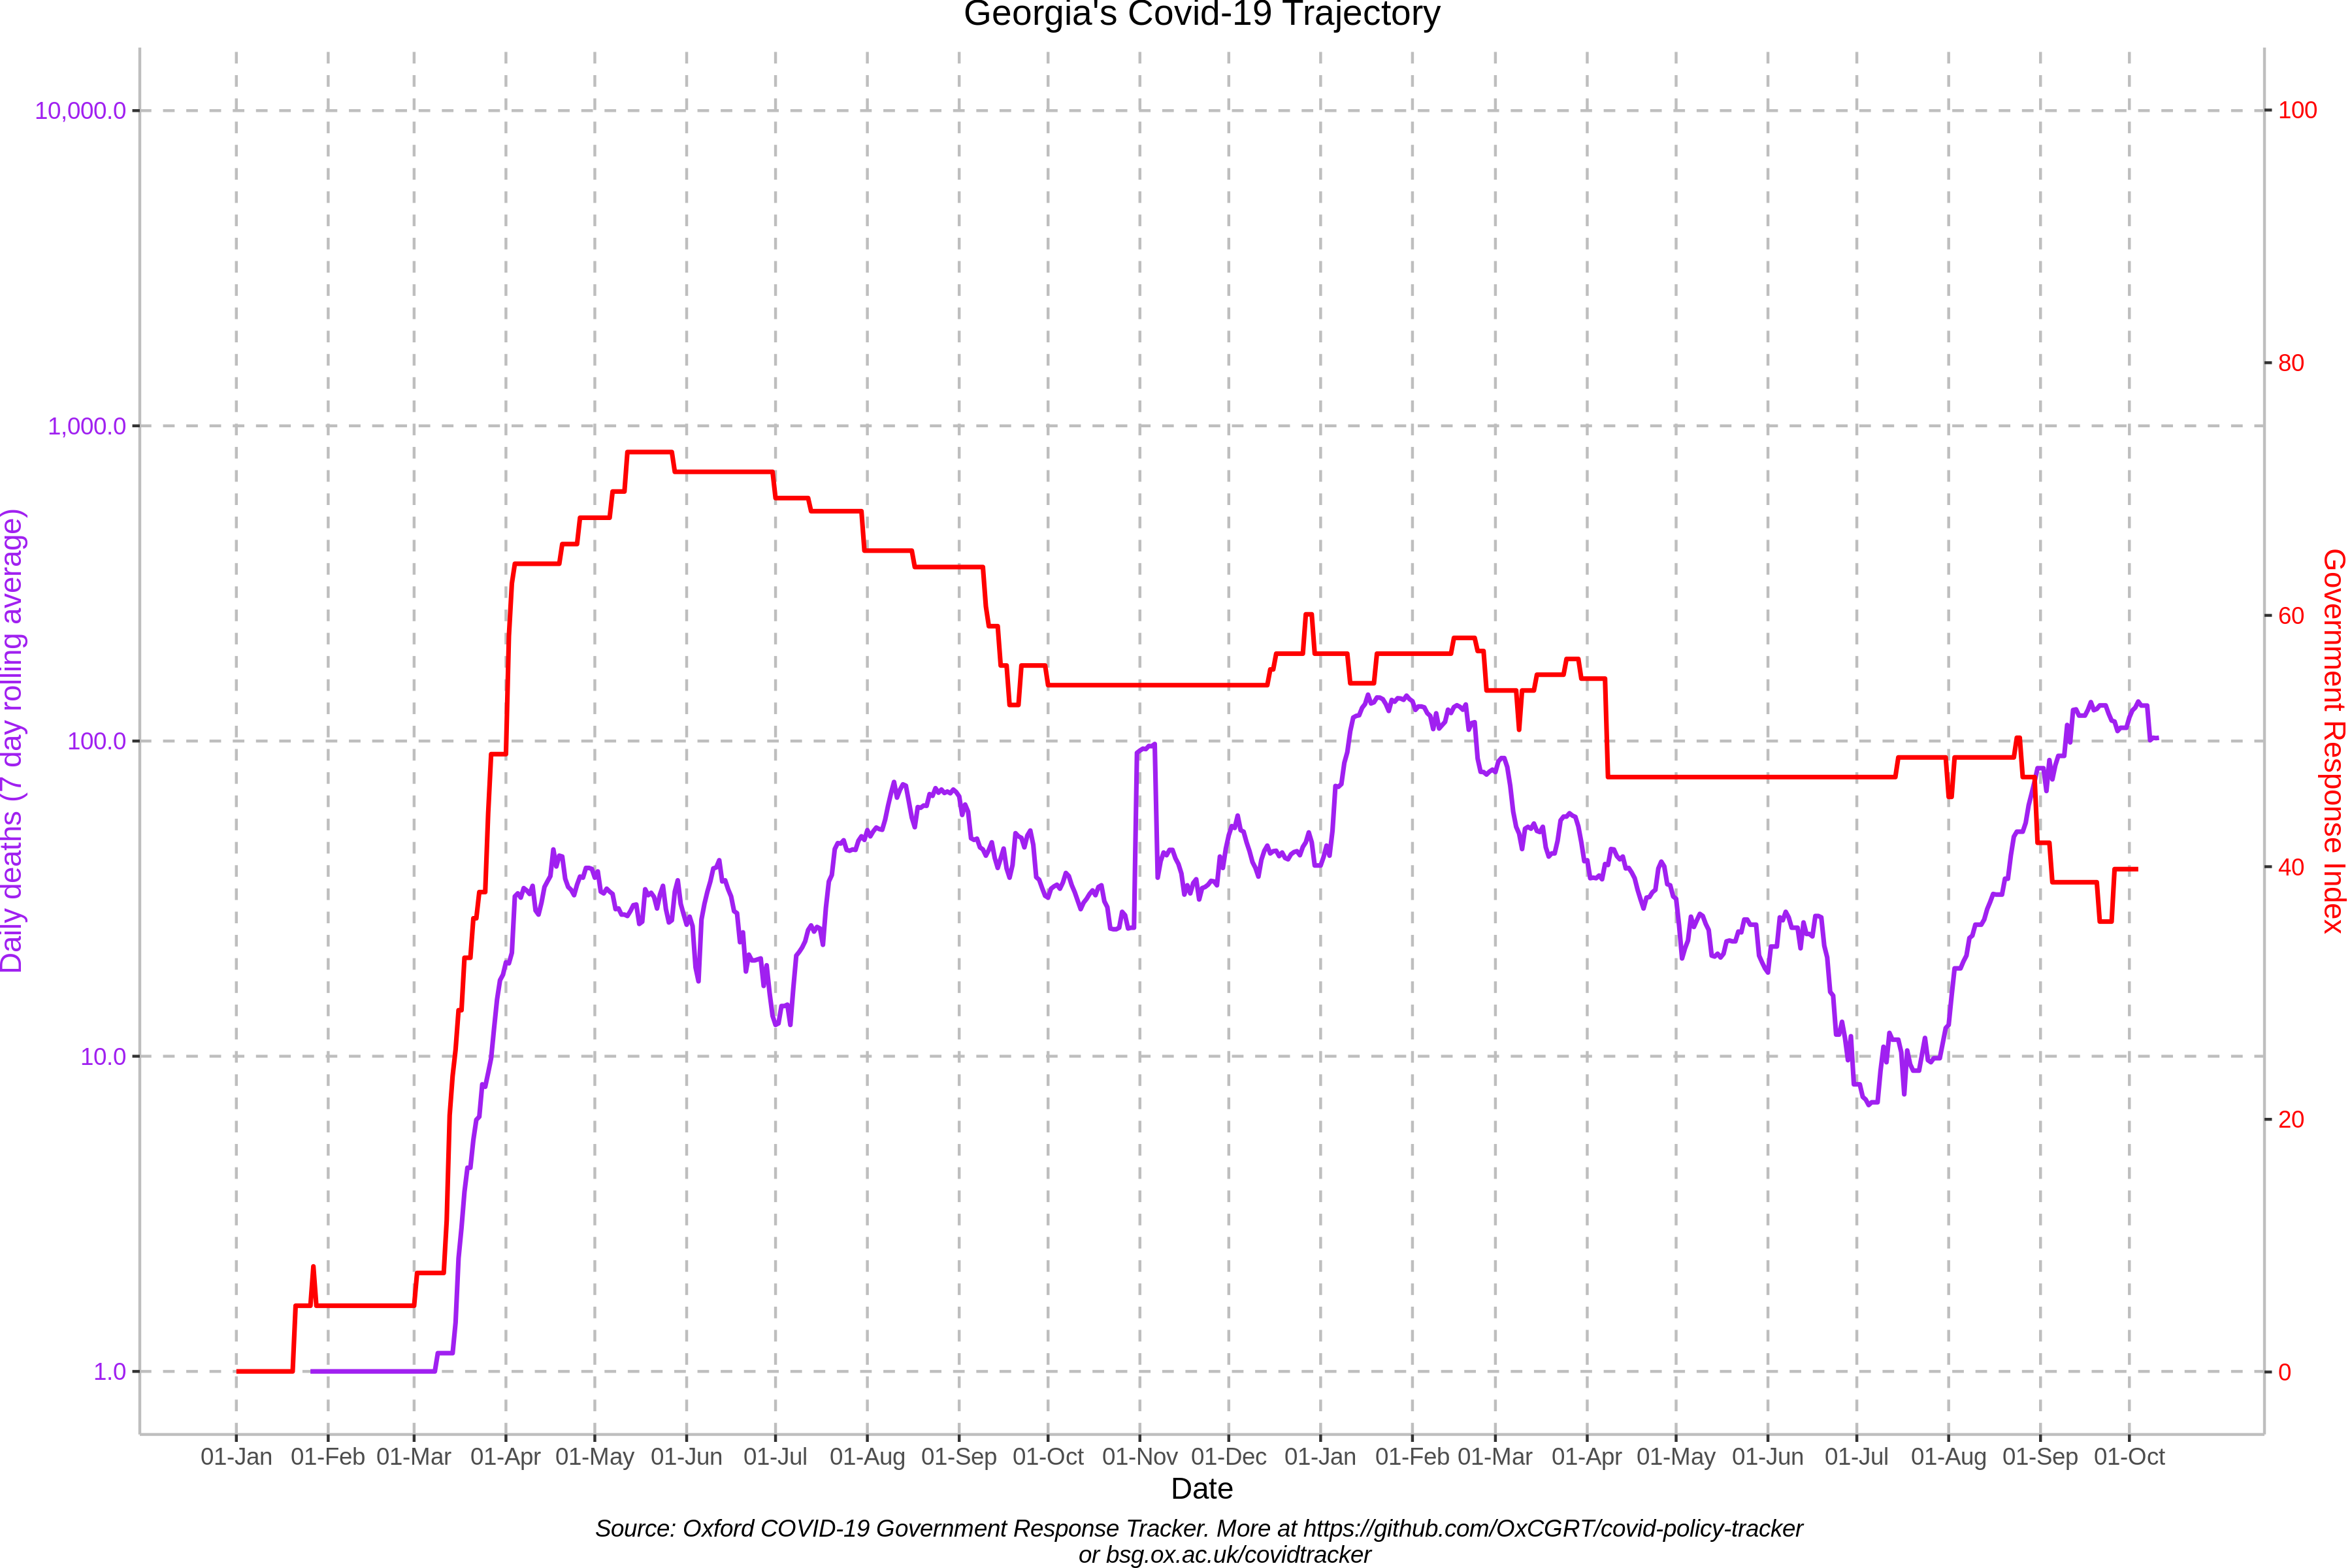 Georgia's Covid-19 Trajectory
10,000.0
1,000.0
100.0
10.0
1.0
Daily deaths (7 day rolling average)
100
80
60
40
20
0
Government Response Index
01-Jan 01-Feb 01-Mar 01-Apr 01-May 01-Jun 01-Jul 01-Aug 01-Sep 01-Oct 01-Nov 01-Dec 01-Jan 01-Feb 01-Mar 01-Apr 01-May 01-Jun 01-Jul 01-Aug 01-Sep 01-Oct
Date
Source: Oxford COVID-19 Government Response Tracker. More at https://github.com/OxCGRT/covid-policy-tracker
or bsg.ox.ac.uk/covidtracker